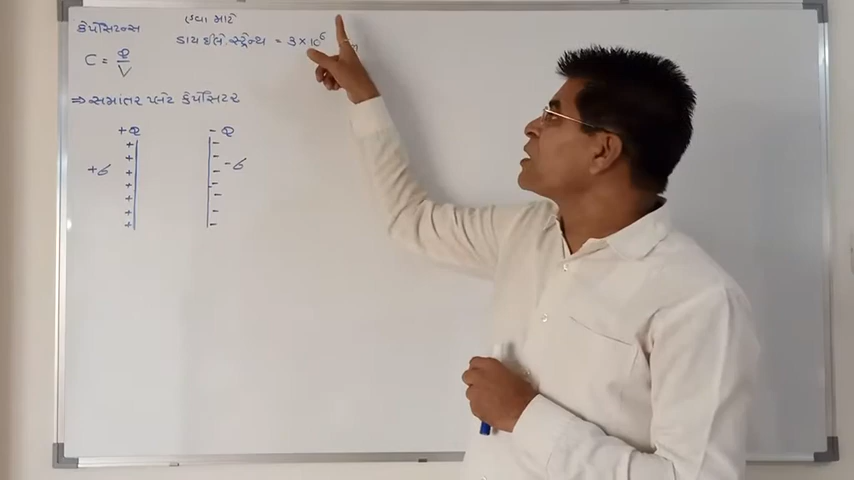 હવા માટે
કેપેસિટન્સ ડાયઈલે. સ્ટ્રેન્થ = 3 × 10⁶
C = Q/V
⇒ સમાંતર પ્લેટ કેપેસિટર
+Q -Q
+σ -σ